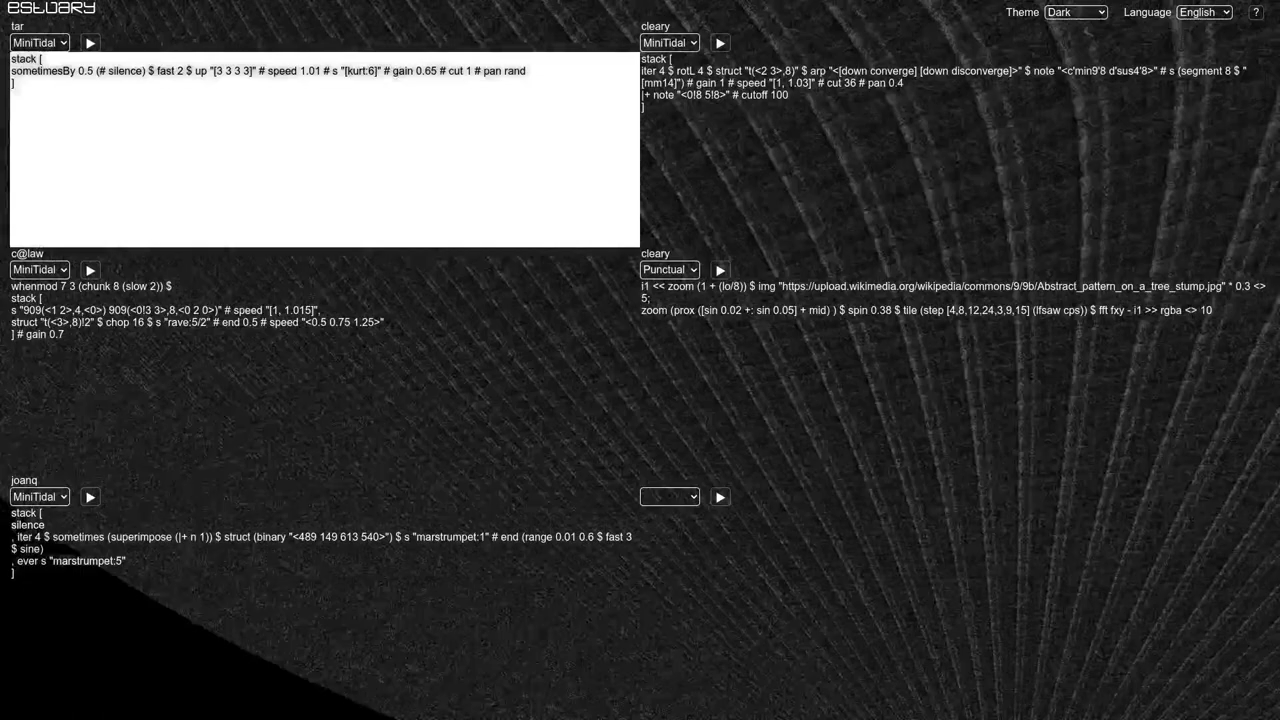 estuary
Theme Dark Language English ?
tar
MiniTidal
stack [
sometimesBy 0.5 (# silence) $ fast 2 $ up "[3 3 3 3]" # speed 1.01 # s "[kurt:6]" # gain 0.65 # cut 1 # pan rand
]
cleary
MiniTidal
stack [
iter 4 $ rotL 4 $ struct "t(<2 3>,8)" $ arp "<[down converge] [down disconverge]>" $ note "<c'min9'8 d'sus4'8>" # s (segment 8 $ "
[mm14]") # gain 1 # speed "[1, 1.03]" # cut 36 # pan 0.4
|+ note "<0!8 5!8>" # cutoff 100
]
c@law
MiniTidal
whenmod 7 3 (chunk 8 (slow 2)) $
stack [
s "909(<1 2>,4,<0>) 909(<0!3 3>,8,<0 2 0>)" # speed "[1, 1.015]",
struct "t(<3>,8)!2" $ chop 16 $ s "rave:5/2" # end 0.5 # speed "<0.5 0.75 1.25>"
] # gain 0.7
cleary
Punctual
i1 << zoom (1 + (lo/8)) $ img "https://upload.wikimedia.org/wikipedia/commons/9/9b/Abstract_pattern_on_a_tree_stump.jpg" * 0.3 <>
5;
zoom (prox ([sin 0.02 +: sin 0.05] + mid) ) $ spin 0.38 $ tile (step [4,8,12,24,3,9,15] (lfsaw cps)) $ fft fxy - i1 >> rgba <> 10
joanq
MiniTidal
stack [
silence
, iter 4 $ sometimes (superimpose (|+ n 1)) $ struct (binary "<489 149 613 540>") $ s "marstrumpet:1" # end (range 0.01 0.6 $ fast 3
$ sine)
, ever s "marstrumpet:5"
]